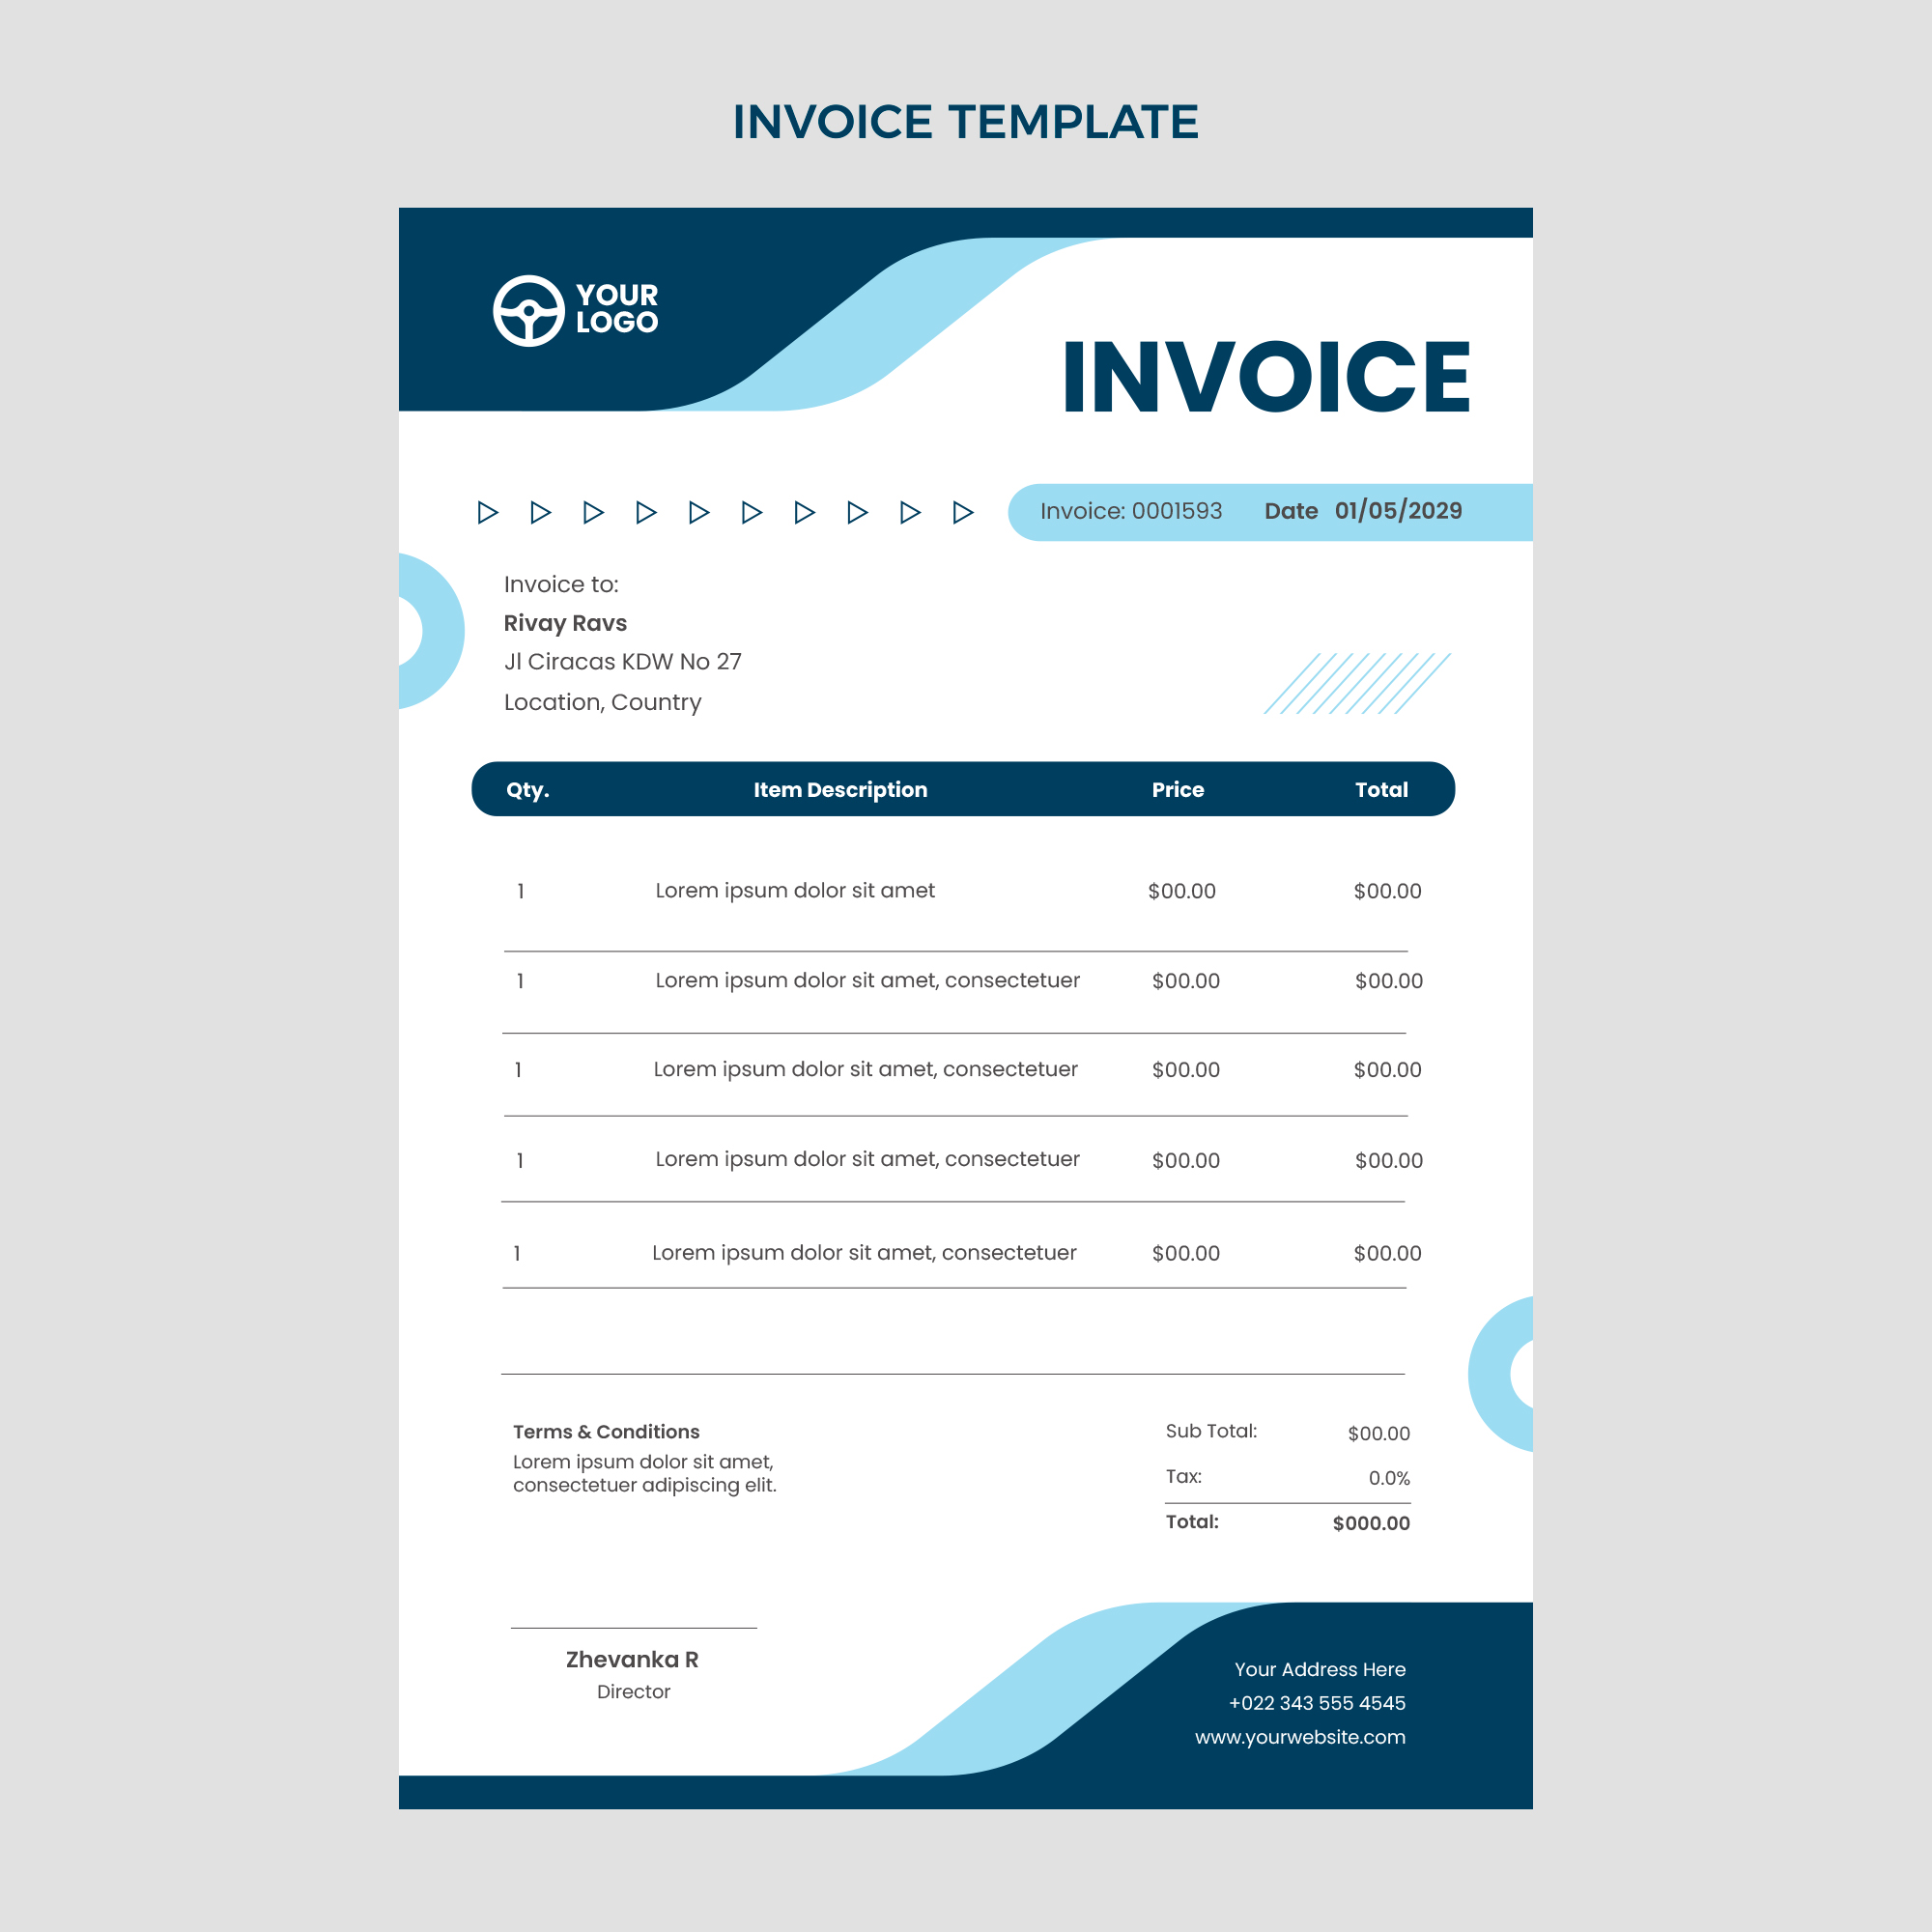 INVOICE TEMPLATE
YOUR
LOGO
INVOICE
Invoice: 0001593 Date 01/05/2029
Invoice to:
Rivay Ravs
Jl Ciracas KDW No 27
Location, Country
Qty. Item Description Price Total
1 Lorem ipsum dolor sit amet $00.00 $00.00
1 Lorem ipsum dolor sit amet, consectetuer $00.00 $00.00
1 Lorem ipsum dolor sit amet, consectetuer $00.00 $00.00
1 Lorem ipsum dolor sit amet, consectetuer $00.00 $00.00
1 Lorem ipsum dolor sit amet, consectetuer $00.00 $00.00
Terms & Conditions
Lorem ipsum dolor sit amet,
consectetuer adipiscing elit.
Sub Total: $00.00
Tax: 0.0%
Total: $000.00
Zhevanka R
Director
Your Address Here
+022 343 555 4545
www.yourwebsite.com